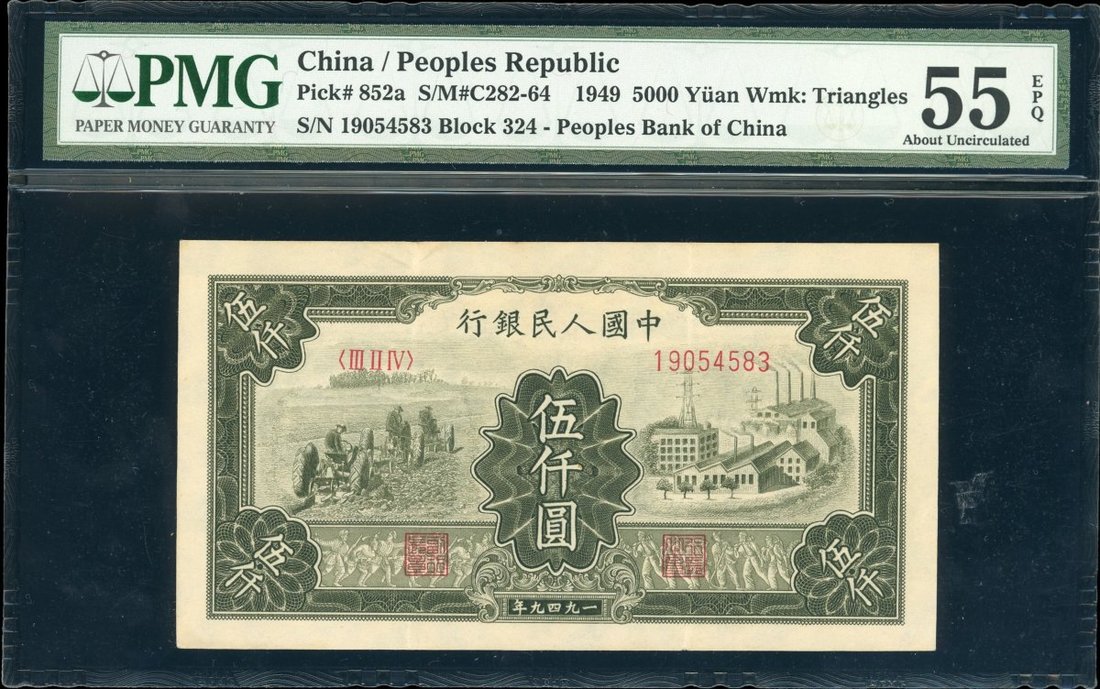 PMG
PAPER MONEY GUARANTY
China / Peoples Republic
Pick# 852a S/M#C282-64 1949 5000 Yüan Wmk: Triangles
S/N 19054583 Block 324 - Peoples Bank of China
55
EPQ
About Uncirculated
伍仟
伍仟
行銀民人國中
〈III II IV〉
19054583
伍仟圓
伍仟
伍仟
年九四九一